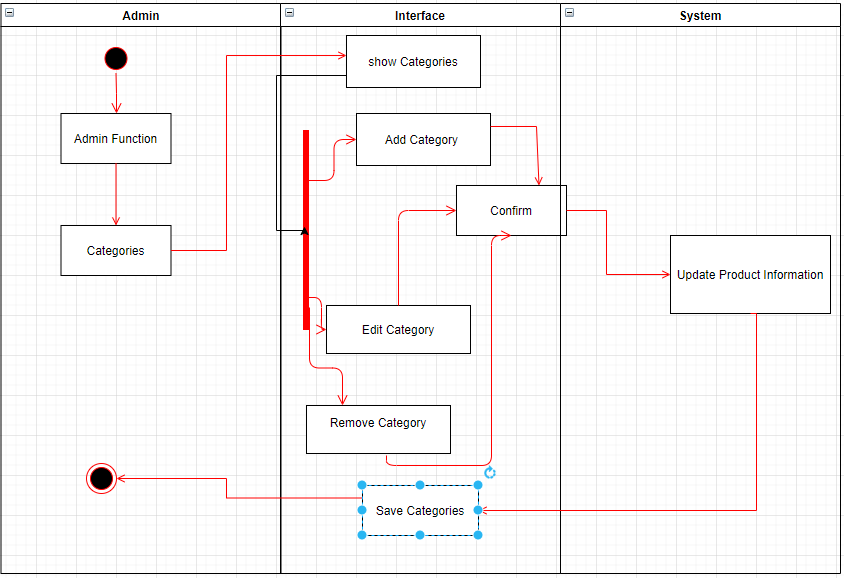 Admin
Interface
System
show Categories
Admin Function
Add Category
Categories
Confirm
Update Product Information
Edit Category
Remove Category
Save Categories